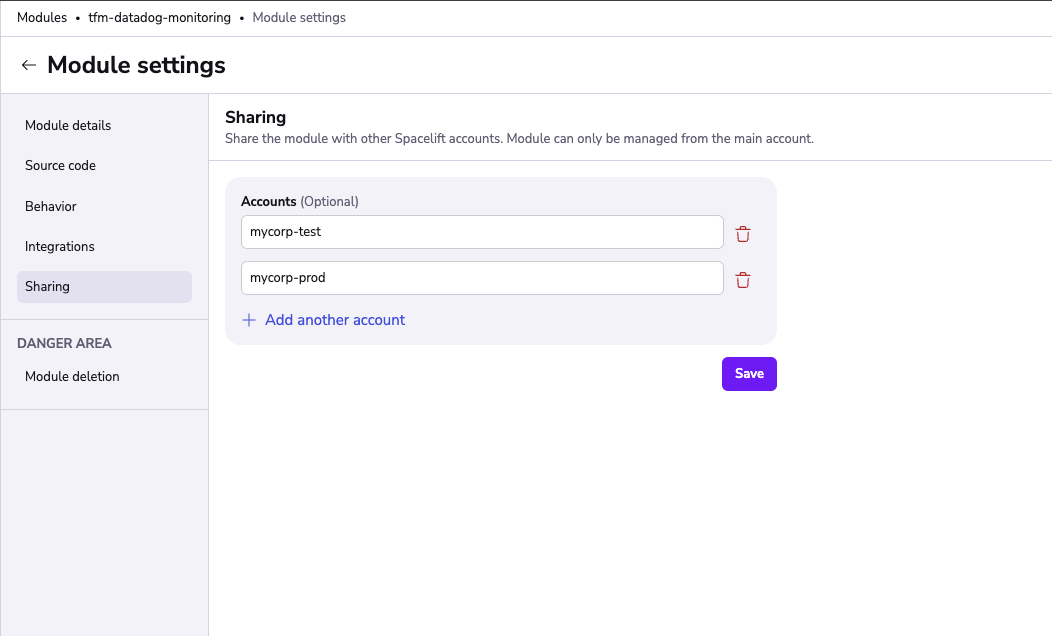 Modules • tfm-datadog-monitoring • Module settings
← Module settings
Module details
Source code
Behavior
Integrations
Sharing
DANGER AREA
Module deletion
Sharing
Share the module with other Spacelift accounts. Module can only be managed from the main account.
Accounts (Optional)
mycorp-test
mycorp-prod
+ Add another account
Save